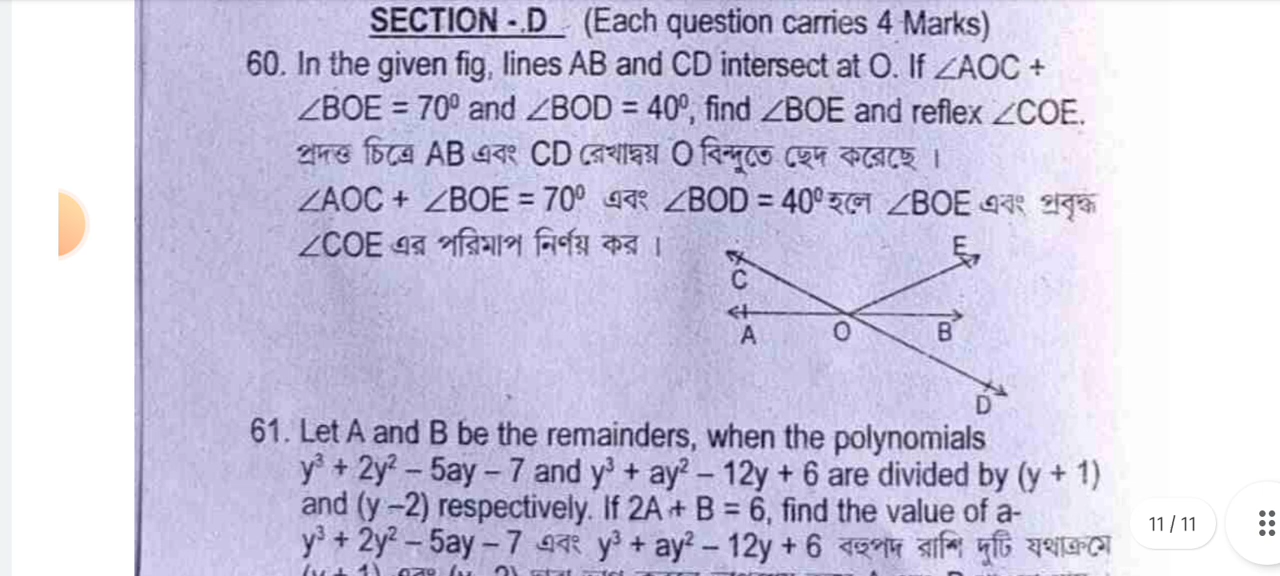 SECTION -.D (Each question carries 4 Marks)
60. In the given fig, lines AB and CD intersect at O. If ∠AOC +
∠BOE = 70⁰ and ∠BOD = 40⁰, find ∠BOE and reflex ∠COE.
প্রদত্ত চিত্রে AB এবং CD রেখাদ্বয় O বিন্দুতে ছেদ করেছে ।
∠AOC + ∠BOE = 70⁰ এবং ∠BOD = 40⁰ হলে ∠BOE এবং প্রবৃদ্ধ
∠COE এর পরিমাপ নির্ণয় কর ।
E
C
A O B
D
61. Let A and B be the remainders, when the polynomials
y³ + 2y² – 5ay – 7 and y³ + ay² – 12y + 6 are divided by (y + 1)
and (y –2) respectively. If 2A + B = 6, find the value of a-
11 / 11
y³ + 2y² – 5ay – 7 এবং y³ + ay² – 12y + 6 বহুপদ রাশি দুটি যথাক্রমে